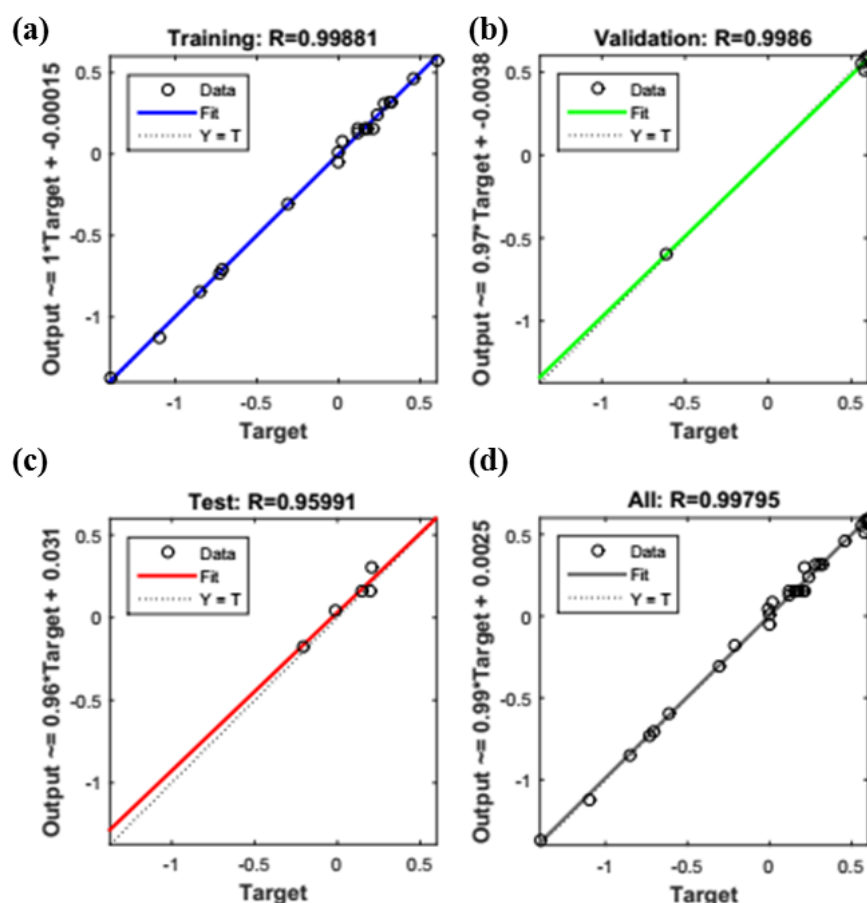 (a)
Training: R=0.99881
Output ~= 1*Target + -0.00015
0.5
0
-0.5
-1
Data
Fit
Y = T
-1
-0.5
0
0.5
Target
(b)
Validation: R=0.9986
Output ~= 0.97*Target + -0.0038
0.5
0
-0.5
-1
Data
Fit
Y = T
-1
-0.5
0
0.5
Target
(c)
Test: R=0.95991
Output ~= 0.96*Target + 0.031
0.5
0
-0.5
-1
Data
Fit
Y = T
-1
-0.5
0
0.5
Target
(d)
All: R=0.99795
Output ~= 0.99*Target + 0.0025
0.5
0
-0.5
-1
Data
Fit
Y = T
-1
-0.5
0
0.5
Target